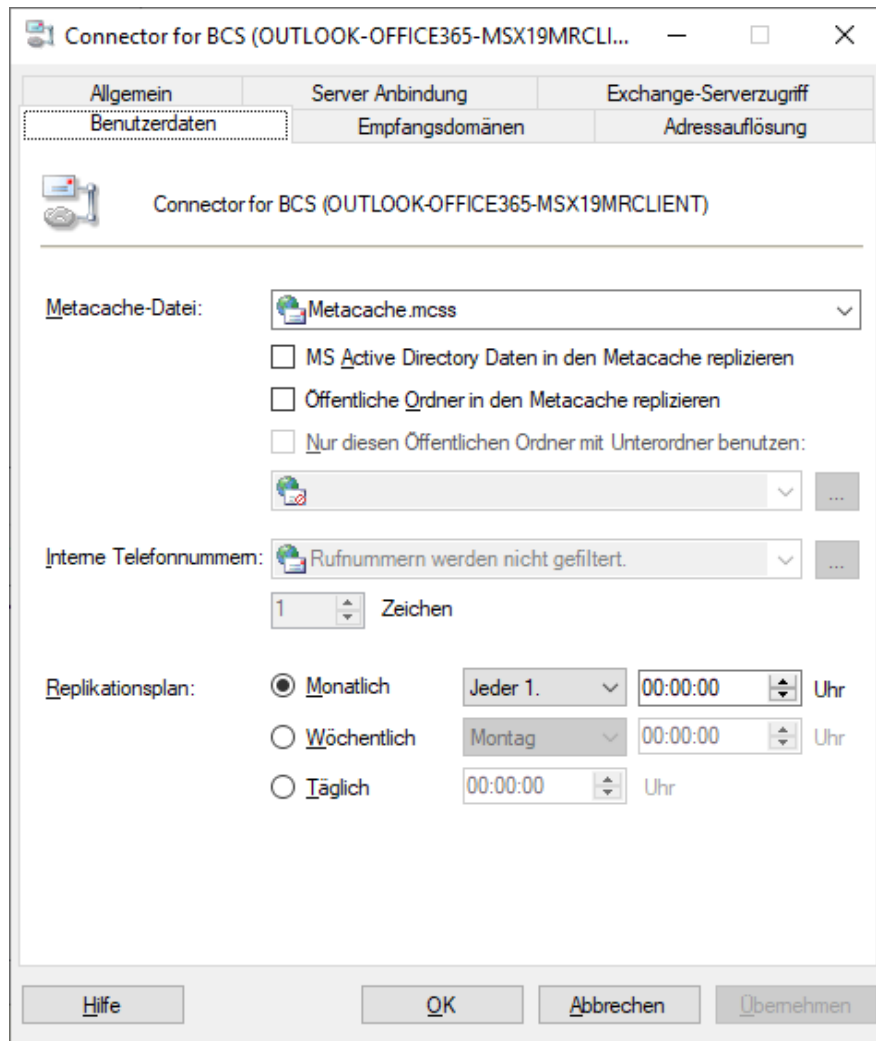 Connector for BCS (OUTLOOK-OFFICE365-MSX19MRCLI...
Allgemein Server Anbindung Exchange-Serverzugriff
Benutzerdaten Empfangsdomänen Adressauflösung
Connector for BCS (OUTLOOK-OFFICE365-MSX19MRCLIENT)
Metacache-Datei: Metacache.mcss
MS Active Directory Daten in den Metacache replizieren
Öffentliche Ordner in den Metacache replizieren
Nur diesen Öffentlichen Ordner mit Unterordner benutzen:
...
Interne Telefonnummern: Rufnummern werden nicht gefiltert. ...
1 Zeichen
Replikationsplan: Monatlich Jeder 1. 00:00:00 Uhr
Wöchentlich Montag 00:00:00 Uhr
Täglich 00:00:00 Uhr
Hilfe OK Abbrechen Übernehmen